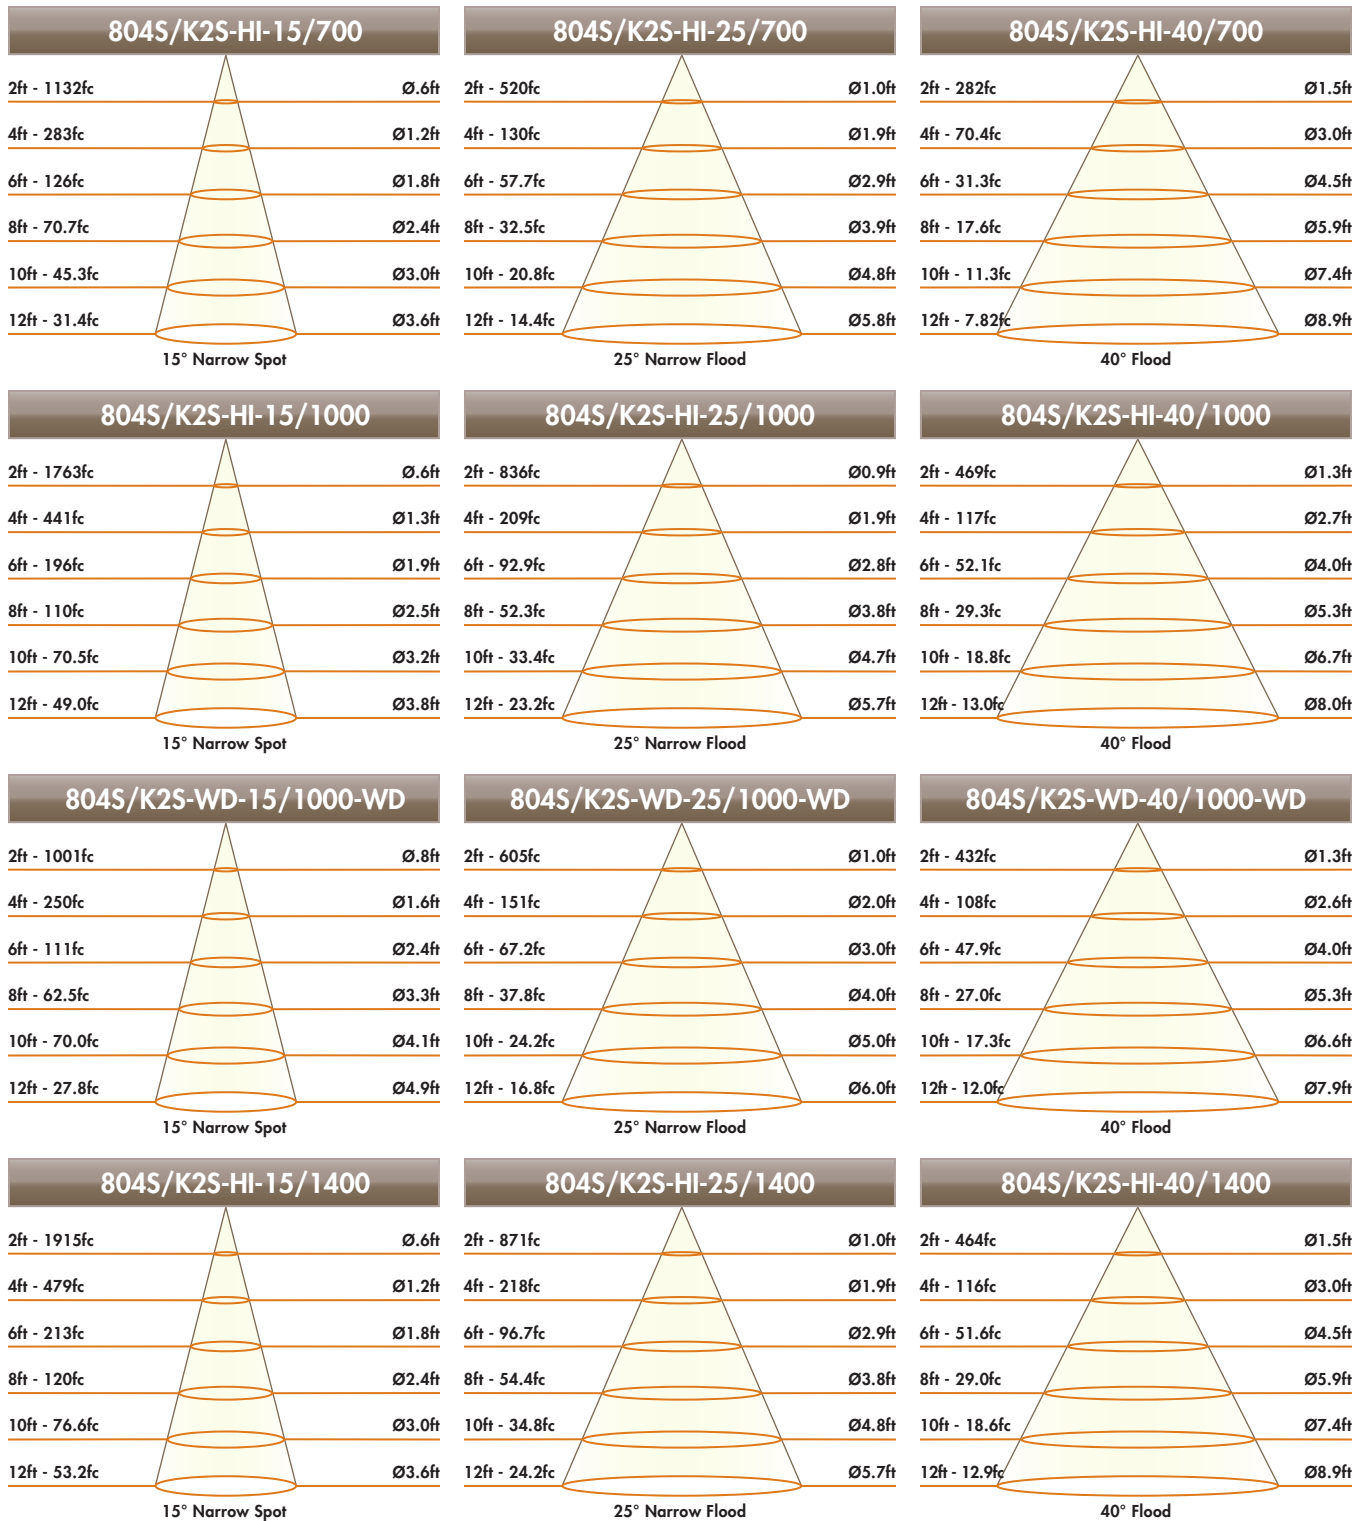 804S/K2S-HI-15/700
2ft - 1132fc Ø.6ft
4ft - 283fc Ø1.2ft
6ft - 126fc Ø1.8ft
8ft - 70.7fc Ø2.4ft
10ft - 45.3fc Ø3.0ft
12ft - 31.4fc Ø3.6ft
15° Narrow Spot
804S/K2S-HI-25/700
2ft - 520fc Ø1.0ft
4ft - 130fc Ø1.9ft
6ft - 57.7fc Ø2.9ft
8ft - 32.5fc Ø3.9ft
10ft - 20.8fc Ø4.8ft
12ft - 14.4fc Ø5.8ft
25° Narrow Flood
804S/K2S-HI-40/700
2ft - 282fc Ø1.5ft
4ft - 70.4fc Ø3.0ft
6ft - 31.3fc Ø4.5ft
8ft - 17.6fc Ø5.9ft
10ft - 11.3fc Ø7.4ft
12ft - 7.82fc Ø8.9ft
40° Flood
804S/K2S-HI-15/1000
2ft - 1763fc Ø.6ft
4ft - 441fc Ø1.3ft
6ft - 196fc Ø1.9ft
8ft - 110fc Ø2.5ft
10ft - 70.5fc Ø3.2ft
12ft - 49.0fc Ø3.8ft
15° Narrow Spot
804S/K2S-HI-25/1000
2ft - 836fc Ø0.9ft
4ft - 209fc Ø1.9ft
6ft - 92.9fc Ø2.8ft
8ft - 52.3fc Ø3.8ft
10ft - 33.4fc Ø4.7ft
12ft - 23.2fc Ø5.7ft
25° Narrow Flood
804S/K2S-HI-40/1000
2ft - 469fc Ø1.3ft
4ft - 117fc Ø2.7ft
6ft - 52.1fc Ø4.0ft
8ft - 29.3fc Ø5.3ft
10ft - 18.8fc Ø6.7ft
12ft - 13.0fc Ø8.0ft
40° Flood
804S/K2S-WD-15/1000-WD
2ft - 1001fc Ø.8ft
4ft - 250fc Ø1.6ft
6ft - 111fc Ø2.4ft
8ft - 62.5fc Ø3.3ft
10ft - 70.0fc Ø4.1ft
12ft - 27.8fc Ø4.9ft
15° Narrow Spot
804S/K2S-WD-25/1000-WD
2ft - 605fc Ø1.0ft
4ft - 151fc Ø2.0ft
6ft - 67.2fc Ø3.0ft
8ft - 37.8fc Ø4.0ft
10ft - 24.2fc Ø5.0ft
12ft - 16.8fc Ø6.0ft
25° Narrow Flood
804S/K2S-WD-40/1000-WD
2ft - 432fc Ø1.3ft
4ft - 108fc Ø2.6ft
6ft - 47.9fc Ø4.0ft
8ft - 27.0fc Ø5.3ft
10ft - 17.3fc Ø6.6ft
12ft - 12.0fc Ø7.9ft
40° Flood
804S/K2S-HI-15/1400
2ft - 1915fc Ø.6ft
4ft - 479fc Ø1.2ft
6ft - 213fc Ø1.8ft
8ft - 120fc Ø2.4ft
10ft - 76.6fc Ø3.0ft
12ft - 53.2fc Ø3.6ft
15° Narrow Spot
804S/K2S-HI-25/1400
2ft - 871fc Ø1.0ft
4ft - 218fc Ø1.9ft
6ft - 96.7fc Ø2.9ft
8ft - 54.4fc Ø3.8ft
10ft - 34.8fc Ø4.8ft
12ft - 24.2fc Ø5.7ft
25° Narrow Flood
804S/K2S-HI-40/1400
2ft - 464fc Ø1.5ft
4ft - 116fc Ø3.0ft
6ft - 51.6fc Ø4.5ft
8ft - 29.0fc Ø5.9ft
10ft - 18.6fc Ø7.4ft
12ft - 12.9fc Ø8.9ft
40° Flood